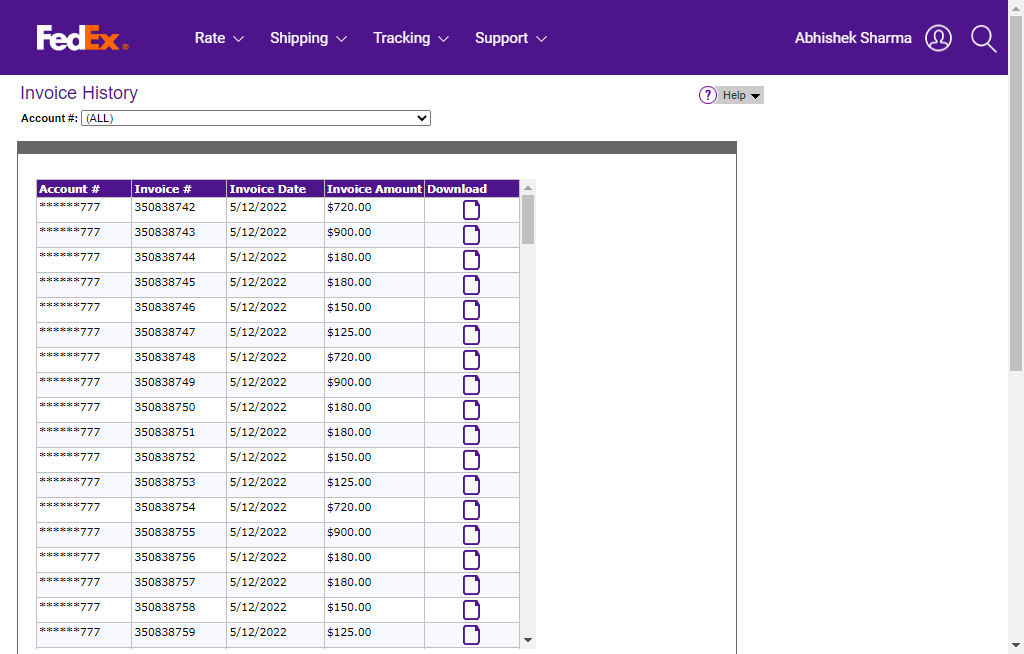 FedEx® Rate Shipping Tracking Support Abhishek Sharma
Invoice History
? Help
Account #: (ALL)
Account # Invoice # Invoice Date Invoice Amount Download
******777 350838742 5/12/2022 $720.00
******777 350838743 5/12/2022 $900.00
******777 350838744 5/12/2022 $180.00
******777 350838745 5/12/2022 $180.00
******777 350838746 5/12/2022 $150.00
******777 350838747 5/12/2022 $125.00
******777 350838748 5/12/2022 $720.00
******777 350838749 5/12/2022 $900.00
******777 350838750 5/12/2022 $180.00
******777 350838751 5/12/2022 $180.00
******777 350838752 5/12/2022 $150.00
******777 350838753 5/12/2022 $125.00
******777 350838754 5/12/2022 $720.00
******777 350838755 5/12/2022 $900.00
******777 350838756 5/12/2022 $180.00
******777 350838757 5/12/2022 $180.00
******777 350838758 5/12/2022 $150.00
******777 350838759 5/12/2022 $125.00